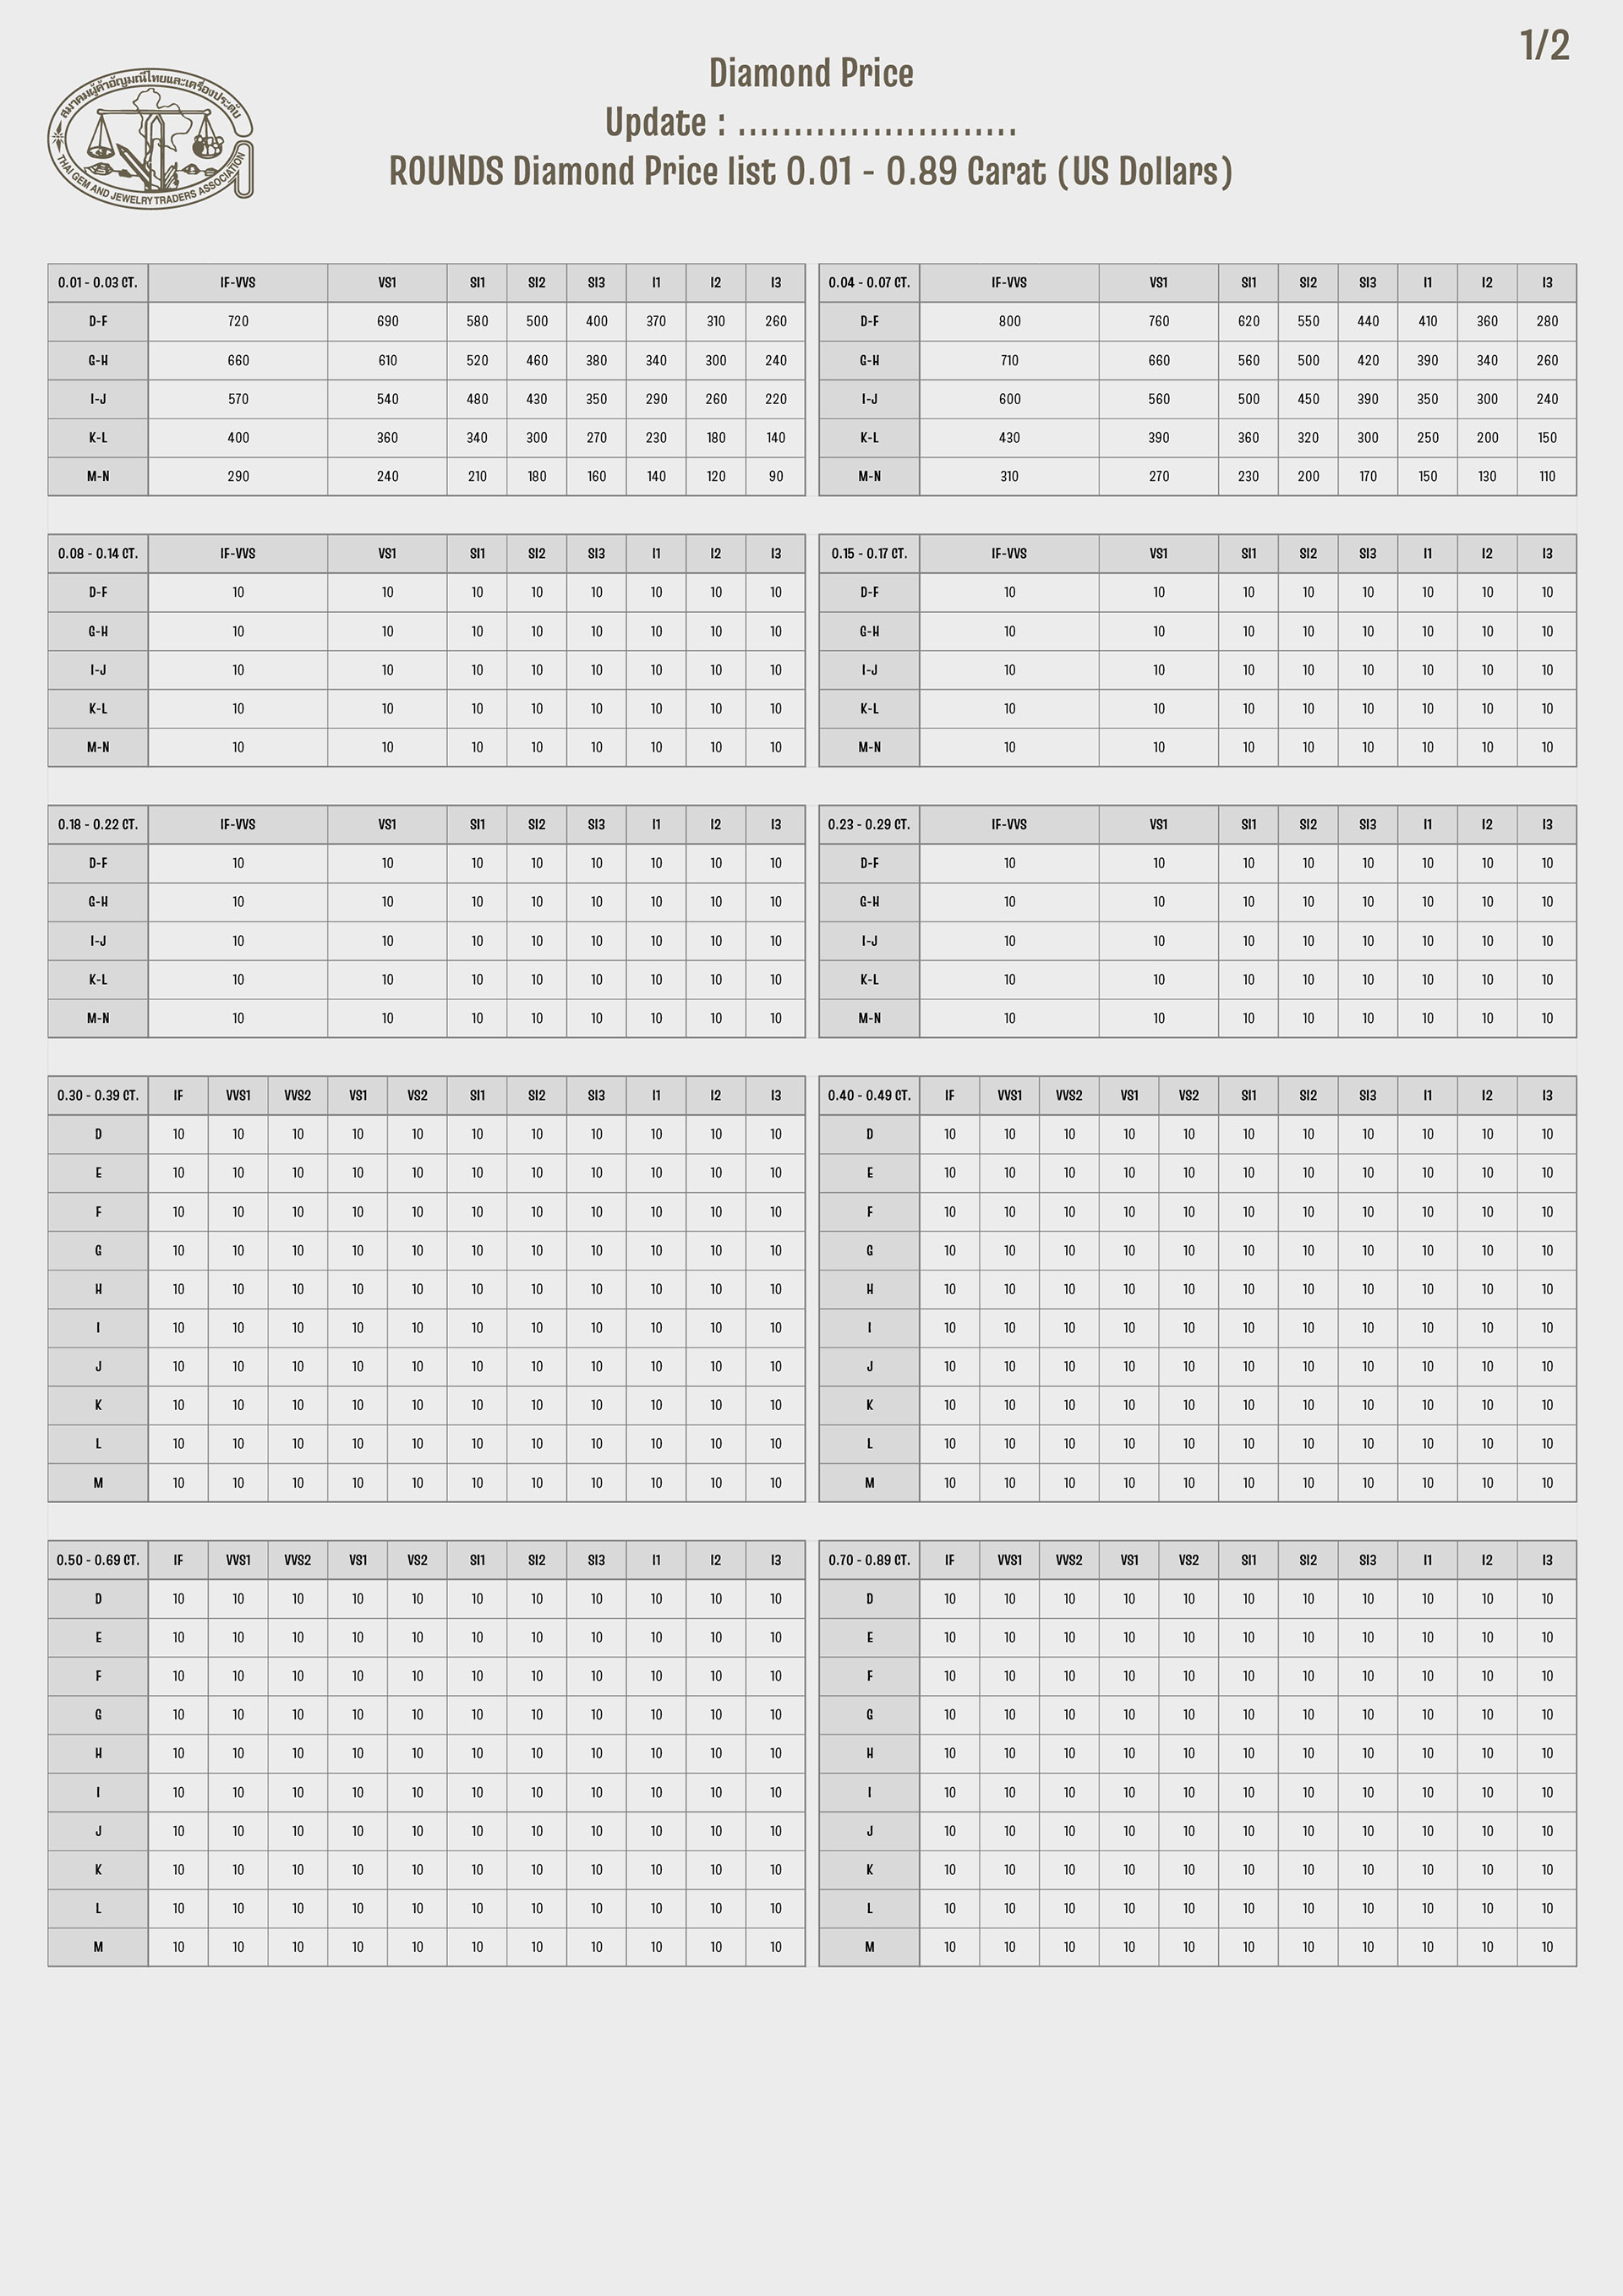 1/2
สมาคมผู้ค้าอัญมณีไทยและเครื่องประดับ
THAI GEM AND JEWELRY TRADERS ASSOCIATION
Diamond Price
Update : .........................
ROUNDS Diamond Price list 0.01 - 0.89 Carat (US Dollars)
0.01 - 0.03 CT. IF-VVS VS1 SI1 SI2 SI3 I1 I2 I3
D-F 720 690 580 500 400 370 310 260
G-H 660 610 520 460 380 340 300 240
I-J 570 540 480 430 350 290 260 220
K-L 400 360 340 300 270 230 180 140
M-N 290 240 210 180 160 140 120 90
0.04 - 0.07 CT. IF-VVS VS1 SI1 SI2 SI3 I1 I2 I3
D-F 800 760 620 550 440 410 360 280
G-H 710 660 560 500 420 390 340 260
I-J 600 560 500 450 390 350 300 240
K-L 430 390 360 320 300 250 200 150
M-N 310 270 230 200 170 150 130 110
0.08 - 0.14 CT. IF-VVS VS1 SI1 SI2 SI3 I1 I2 I3
D-F 10 10 10 10 10 10 10 10
G-H 10 10 10 10 10 10 10 10
I-J 10 10 10 10 10 10 10 10
K-L 10 10 10 10 10 10 10 10
M-N 10 10 10 10 10 10 10 10
0.15 - 0.17 CT. IF-VVS VS1 SI1 SI2 SI3 I1 I2 I3
D-F 10 10 10 10 10 10 10 10
G-H 10 10 10 10 10 10 10 10
I-J 10 10 10 10 10 10 10 10
K-L 10 10 10 10 10 10 10 10
M-N 10 10 10 10 10 10 10 10
0.18 - 0.22 CT. IF-VVS VS1 SI1 SI2 SI3 I1 I2 I3
D-F 10 10 10 10 10 10 10 10
G-H 10 10 10 10 10 10 10 10
I-J 10 10 10 10 10 10 10 10
K-L 10 10 10 10 10 10 10 10
M-N 10 10 10 10 10 10 10 10
0.23 - 0.29 CT. IF-VVS VS1 SI1 SI2 SI3 I1 I2 I3
D-F 10 10 10 10 10 10 10 10
G-H 10 10 10 10 10 10 10 10
I-J 10 10 10 10 10 10 10 10
K-L 10 10 10 10 10 10 10 10
M-N 10 10 10 10 10 10 10 10
0.30 - 0.39 CT. IF VVS1 VVS2 VS1 VS2 SI1 SI2 SI3 I1 I2 I3
D 10 10 10 10 10 10 10 10 10 10 10
E 10 10 10 10 10 10 10 10 10 10 10
F 10 10 10 10 10 10 10 10 10 10 10
G 10 10 10 10 10 10 10 10 10 10 10
H 10 10 10 10 10 10 10 10 10 10 10
I 10 10 10 10 10 10 10 10 10 10 10
J 10 10 10 10 10 10 10 10 10 10 10
K 10 10 10 10 10 10 10 10 10 10 10
L 10 10 10 10 10 10 10 10 10 10 10
M 10 10 10 10 10 10 10 10 10 10 10
0.40 - 0.49 CT. IF VVS1 VVS2 VS1 VS2 SI1 SI2 SI3 I1 I2 I3
D 10 10 10 10 10 10 10 10 10 10 10
E 10 10 10 10 10 10 10 10 10 10 10
F 10 10 10 10 10 10 10 10 10 10 10
G 10 10 10 10 10 10 10 10 10 10 10
H 10 10 10 10 10 10 10 10 10 10 10
I 10 10 10 10 10 10 10 10 10 10 10
J 10 10 10 10 10 10 10 10 10 10 10
K 10 10 10 10 10 10 10 10 10 10 10
L 10 10 10 10 10 10 10 10 10 10 10
M 10 10 10 10 10 10 10 10 10 10 10
0.50 - 0.69 CT. IF VVS1 VVS2 VS1 VS2 SI1 SI2 SI3 I1 I2 I3
D 10 10 10 10 10 10 10 10 10 10 10
E 10 10 10 10 10 10 10 10 10 10 10
F 10 10 10 10 10 10 10 10 10 10 10
G 10 10 10 10 10 10 10 10 10 10 10
H 10 10 10 10 10 10 10 10 10 10 10
I 10 10 10 10 10 10 10 10 10 10 10
J 10 10 10 10 10 10 10 10 10 10 10
K 10 10 10 10 10 10 10 10 10 10 10
L 10 10 10 10 10 10 10 10 10 10 10
M 10 10 10 10 10 10 10 10 10 10 10
0.70 - 0.89 CT. IF VVS1 VVS2 VS1 VS2 SI1 SI2 SI3 I1 I2 I3
D 10 10 10 10 10 10 10 10 10 10 10
E 10 10 10 10 10 10 10 10 10 10 10
F 10 10 10 10 10 10 10 10 10 10 10
G 10 10 10 10 10 10 10 10 10 10 10
H 10 10 10 10 10 10 10 10 10 10 10
I 10 10 10 10 10 10 10 10 10 10 10
J 10 10 10 10 10 10 10 10 10 10 10
K 10 10 10 10 10 10 10 10 10 10 10
L 10 10 10 10 10 10 10 10 10 10 10
M 10 10 10 10 10 10 10 10 10 10 10